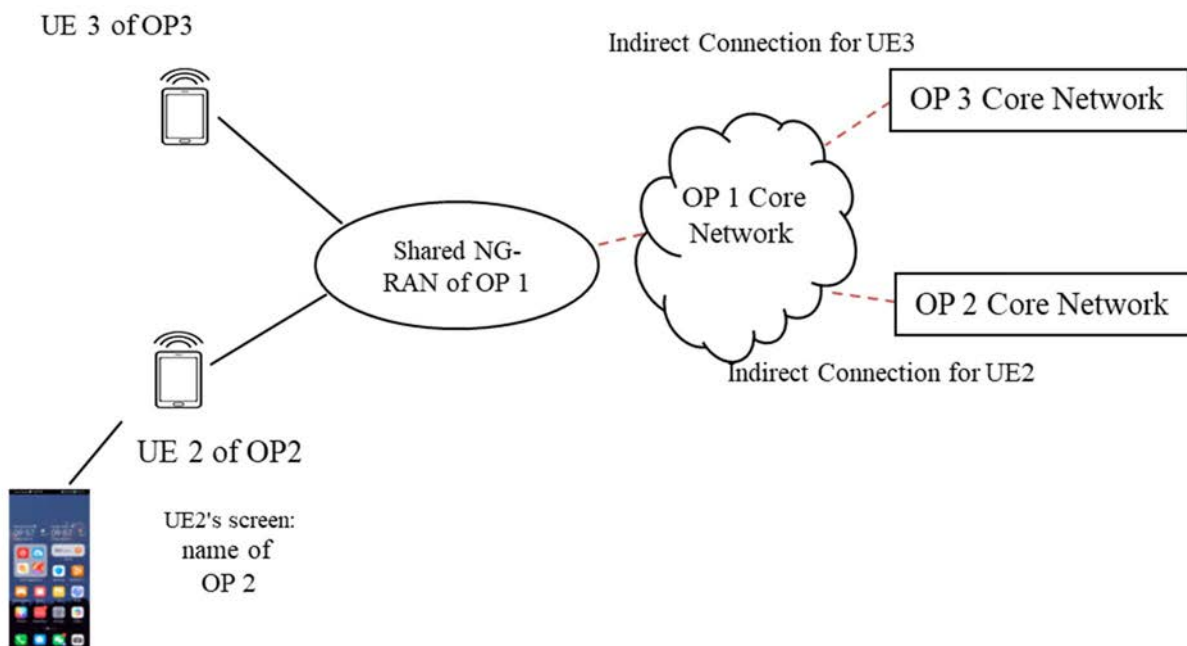 UE 3 of OP3
Indirect Connection for UE3
OP 3 Core Network
OP 1 Core
Network
Shared NG-
RAN of OP 1
OP 2 Core Network
Indirect Connection for UE2
UE 2 of OP2
UE2's screen:
name of
OP 2